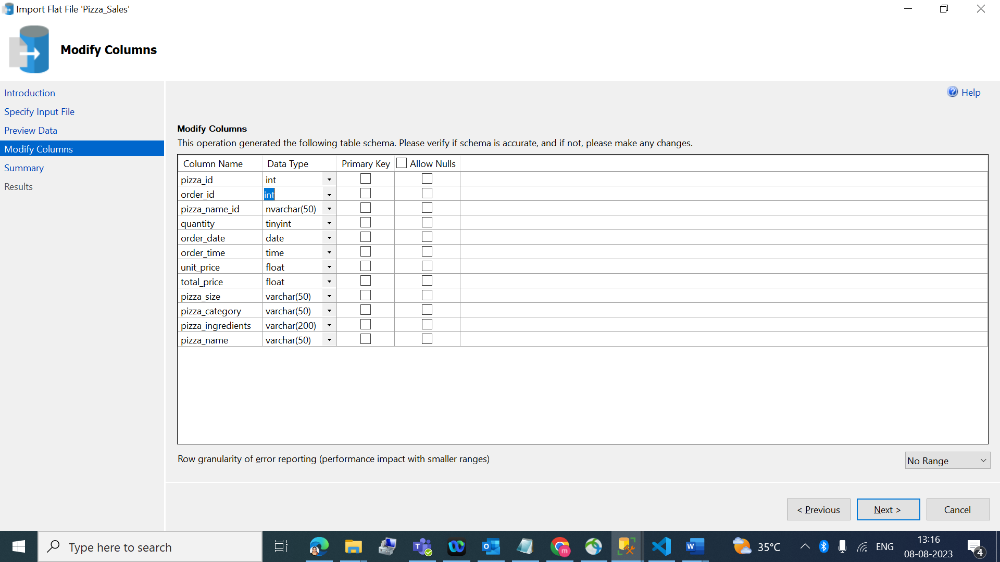 Import Flat File 'Pizza_Sales'
Modify Columns
Introduction
Specify Input File
Preview Data
Modify Columns
Summary
Results
Help
Modify Columns
This operation generated the following table schema. Please verify if schema is accurate, and if not, please make any changes.
Column Name Data Type Primary Key Allow Nulls
pizza_id int
order_id int
pizza_name_id nvarchar(50)
quantity tinyint
order_date date
order_time time
unit_price float
total_price float
pizza_size varchar(50)
pizza_category varchar(50)
pizza_ingredients varchar(200)
pizza_name varchar(50)
Row granularity of error reporting (performance impact with smaller ranges) No Range
< Previous Next > Cancel
Type here to search
35°C ENG 13:16
08-08-2023 4